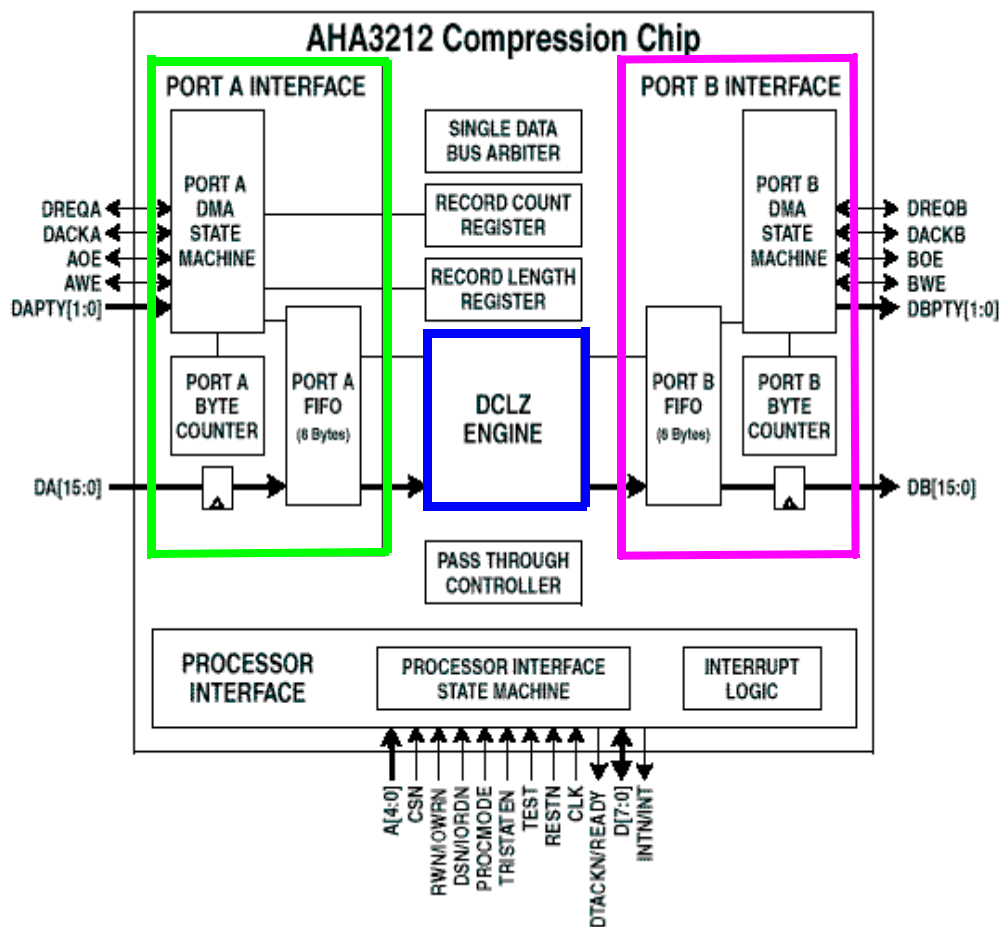 AHA3212 Compression Chip
PORT A INTERFACE
PORT B INTERFACE
SINGLE DATA
BUS ARBITER
PORT A
DMA
STATE
MACHINE
RECORD COUNT
REGISTER
PORT B
DMA
STATE
MACHINE
DREQA
DACKA
AOE
AWE
DAPTY[1:0]
DREQB
DACKB
BOE
BWE
DBPTY[1:0]
RECORD LENGTH
REGISTER
PORT A
BYTE
COUNTER
PORT A
FIFO
(6 Bytes)
DCLZ
ENGINE
PORT B
FIFO
(6 Bytes)
PORT B
BYTE
COUNTER
DA[15:0]
DB[15:0]
PASS THROUGH
CONTROLLER
PROCESSOR
INTERFACE
PROCESSOR INTERFACE
STATE MACHINE
INTERRUPT
LOGIC
A[4:0]
CSN
RWN/IOWRN
DSN/IORDN
PROCMODE
TRISTATEN
TEST
RESTN
CLK
DTACKN/READY
D[7:0]
INTN/INT